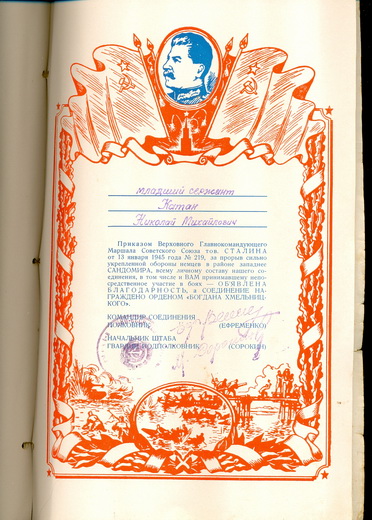 младший сержант
Катан
Николай Михайлович
Приказом Верховного Главнокомандующего
Маршала Советского Союза тов. СТАЛИНА
от 13 января 1945 года № 219, за прорыв сильно
укрепленной обороны немцев в районе западнее
САНДОМИРА, всему личному составу нашего со-
единения, в том числе и ВАМ принимавшему непо-
средственное участие в боях — ОБЪЯВЛЕНА
БЛАГОДАРНОСТЬ, а СОЕДИНЕНИЕ НА-
ГРАЖДЕНО ОРДЕНОМ «БОГДАНА ХМЕЛЬНИЦ-
КОГО».
КОМАНДИР СОЕДИНЕНИЯ
ПОЛКОВНИК (ЕФРЕМЕНКО)
НАЧАЛЬНИК ШТАБА
ГВАРДИИ ПОДПОЛКОВНИК (СОРОКИН)